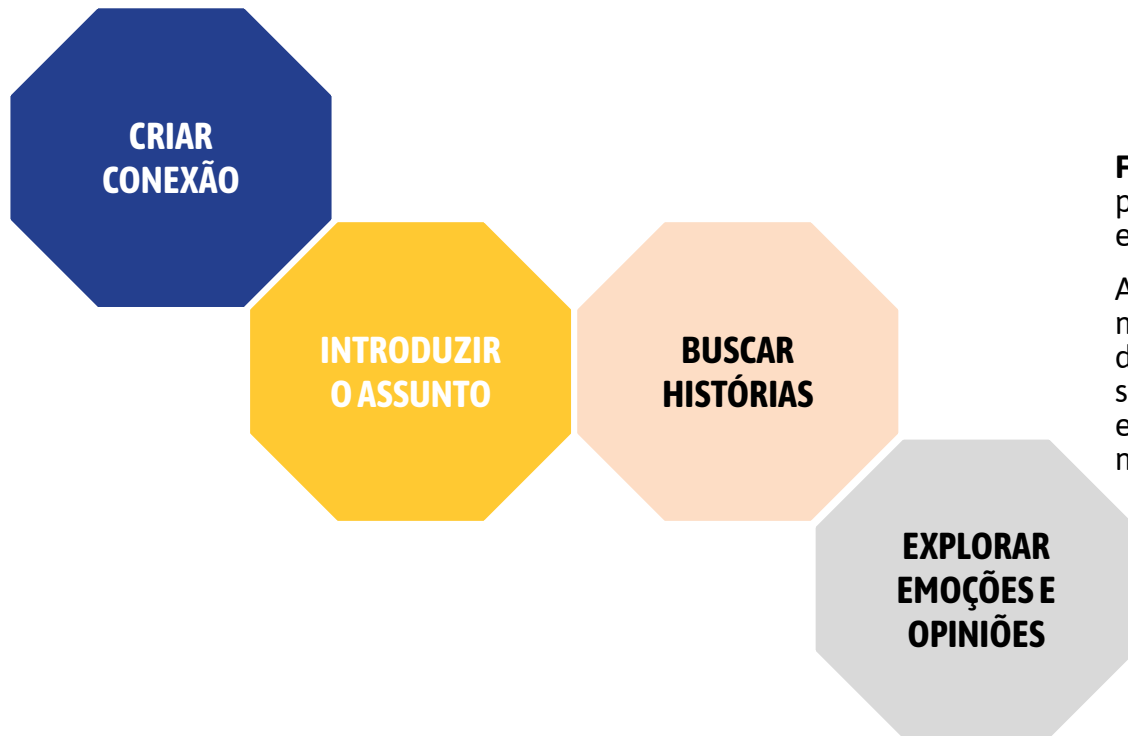 CRIAR
CONEXÃO
INTRODUZIR
O ASSUNTO
BUSCAR
HISTÓRIAS
EXPLORAR
EMOÇÕES E
OPINIÕES